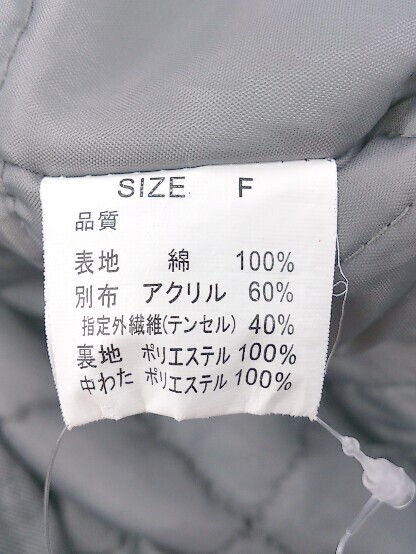 SIZE F
品質
表地 綿 100%
別布 アクリル 60%
指定外繊維(テンセル) 40%
裏地 ポリエステル 100%
中わた ポリエステル 100%